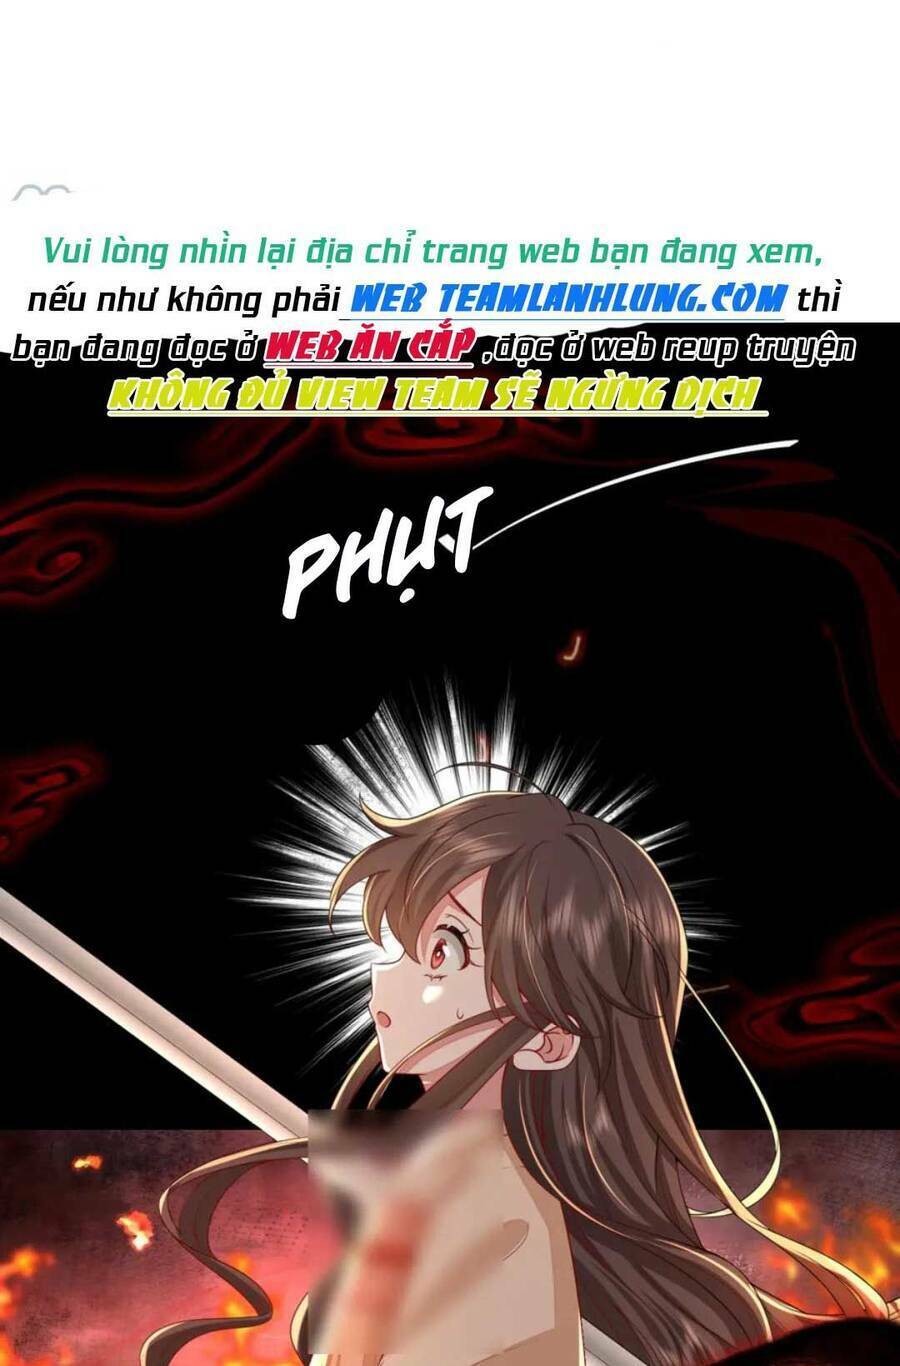 Vui lòng nhìn lại địa chỉ trang web bạn đang xem,
nếu như không phải WEB TEAMLANHLUNG.COM thì
bạn đang đọc ở WEB ĂN CẮP ,đọc ở web reup truyện
KHÔNG ĐỦ VIEW TEAM SẼ NGỪNG DỊCH
PHỤT